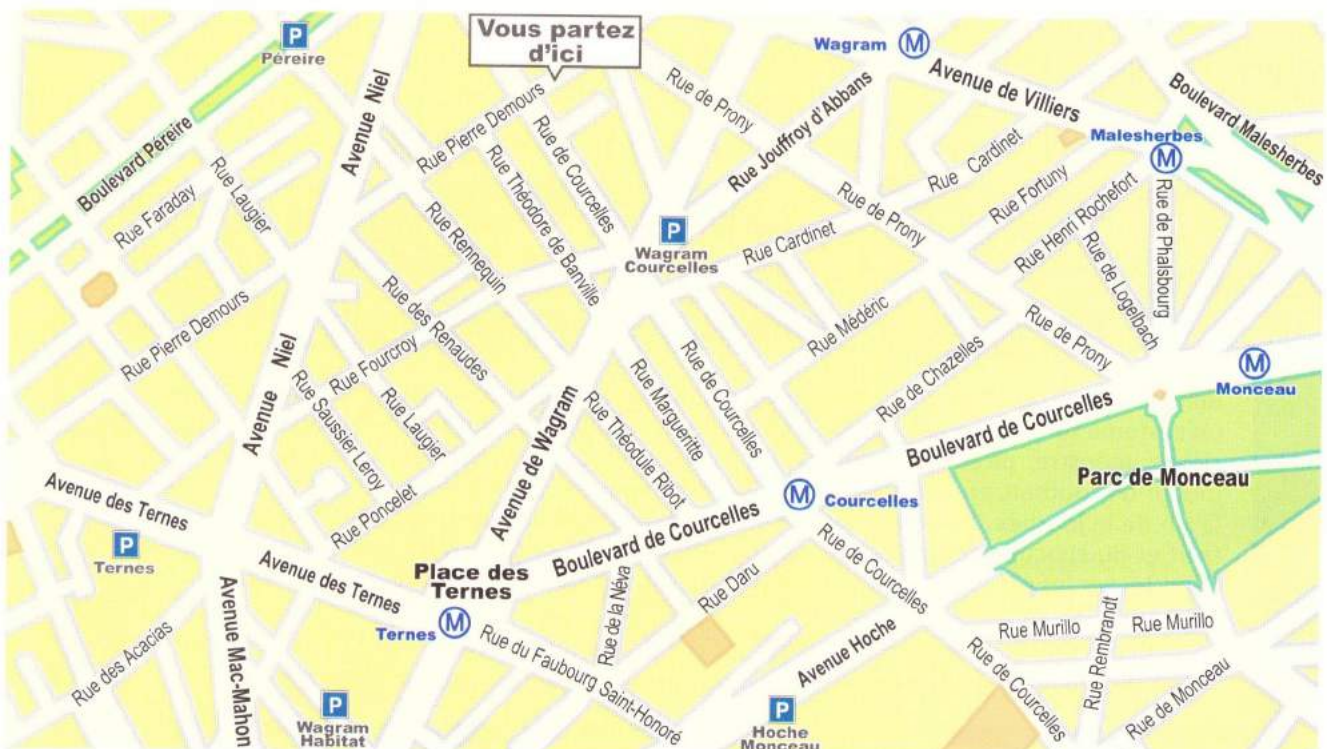 Vous partez
d'ici
P
Péreire
Wagram M
Avenue de Villiers
Boulevard Malesherbes
Malesherbes
M
Boulevard Péreire
Avenue Niel
Rue Pierre Demours
Rue de Courcelles
Rue Théodore de Banville
Rue de Prony
Rue Jouffroy d'Abbans
Rue Cardinet
Rue Fortuny
Rue Henri Rochefort
Rue de Phalsbourg
Rue de Logelbach
Rue Laugier
Rue Faraday
Rue Rennequin
P
Wagram
Courcelles
Rue Cardinet
Rue de Prony
Rue des Renaudes
Rue Pierre Demours
Rue Médéric
Rue de Prony
Rue de Chazelles
M
Monceau
Avenue Niel
Rue Fourcroy
Rue Saussier Leroy
Rue Laugier
Rue de Courcelles
Rue Margueritte
Rue Théodule Ribot
Avenue de Wagram
Boulevard de Courcelles
Parc de Monceau
Rue Poncelet
M Courcelles
Avenue des Ternes
P
Ternes
Avenue des Ternes
Place des
Ternes
Boulevard de Courcelles
Ternes M
Rue de la Néva
Rue Daru
Rue de Courcelles
Rue du Faubourg Saint-Honoré
Avenue Hoche
Rue Murillo
Rue Murillo
Rue Rembrandt
Rue de Courcelles
Rue de Monceau
Rue des Acacias
Avenue Mac-Mahon
P
Wagram
Habitat
P
Hoche
Monceau